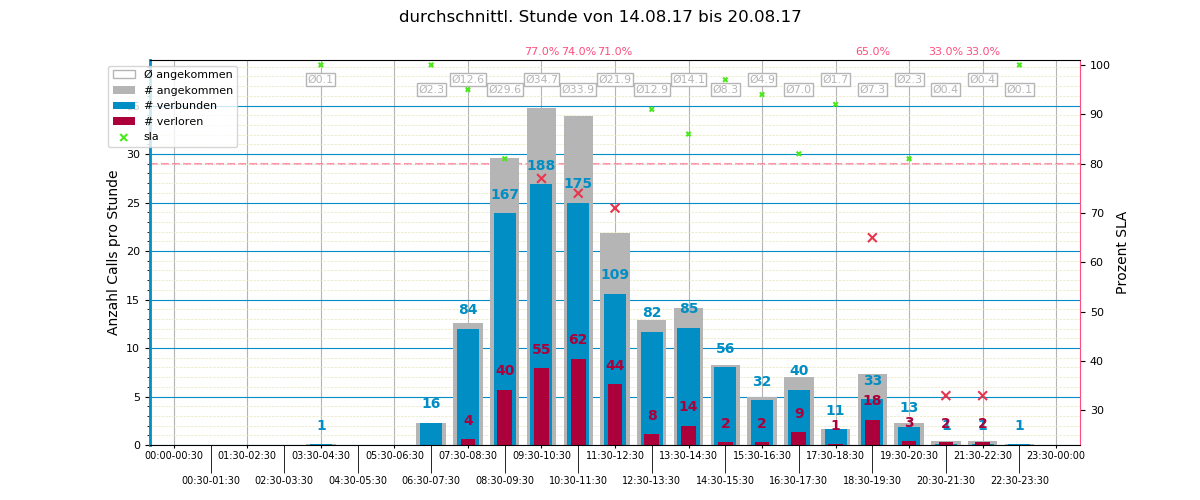 durchschnittl. Stunde von 14.08.17 bis 20.08.17
77.0% 74.0% 71.0% 65.0% 33.0% 33.0%
Ø angekommen
# angekommen
# verbunden
# verloren
sla
Ø0.1 Ø12.6 Ø34.7 Ø21.9 Ø14.1 Ø4.9 Ø1.7 Ø2.3 Ø0.4
Ø2.3 Ø29.6 Ø33.9 Ø12.9 Ø8.3 Ø7.0 Ø7.3 Ø0.4 Ø0.1
Anzahl Calls pro Stunde
30
25
20
15
10
5
0
1 16 84 167 188 175 109 82 85 56 32 40 11 33 13 1
4 40 55 62 44 8 14 2 2 9 1 18 3 2 2
100
90
80
70
60
50
40
30
Prozent SLA
00:00-00:30 01:30-02:30 03:30-04:30 05:30-06:30 07:30-08:30 09:30-10:30 11:30-12:30 13:30-14:30 15:30-16:30 17:30-18:30 19:30-20:30 21:30-22:30 23:30-00:00
00:30-01:30 02:30-03:30 04:30-05:30 06:30-07:30 08:30-09:30 10:30-11:30 12:30-13:30 14:30-15:30 16:30-17:30 18:30-19:30 20:30-21:30 22:30-23:30